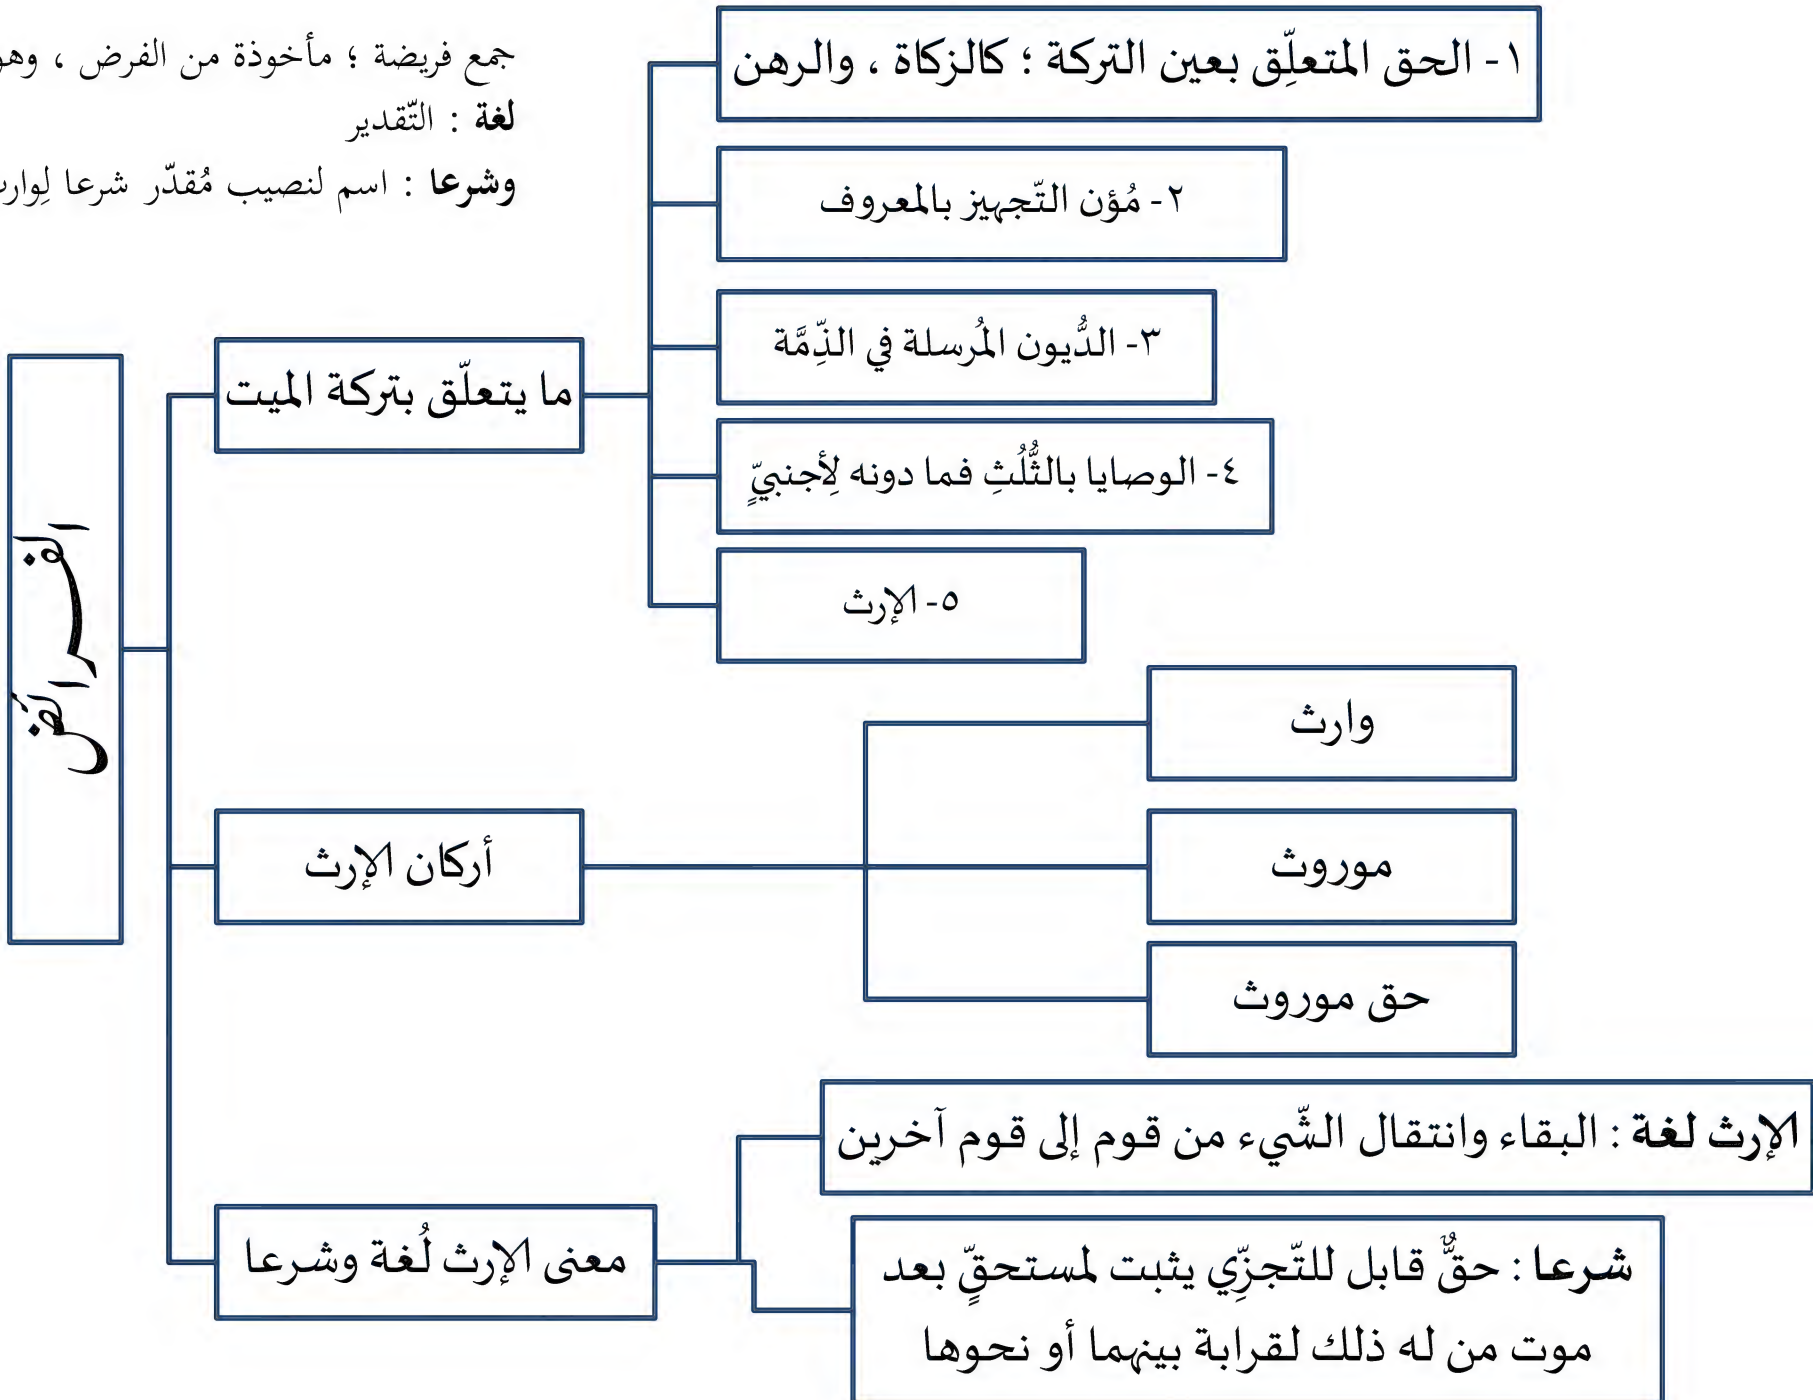 جمع فريضة ؛ مأخوذة من الفرض ، وهو
لغة : التّقدير
وشرعا : اسم لنصيب مُقدّر شرعا لِوارث
الفرائض
ما يتعلّق بتركة الميت
١- الحق المتعلِّق بعين التركة ؛ كالزكاة ، والرهن
٢- مُؤن التّجهيز بالمعروف
٣- الدُّيون المُرسلة في الذِّمَّة
٤- الوصايا بالثُّلُثِ فما دونه لِأجنبيٍّ
٥- الإرث
أركان الإرث
وارث
موروث
حق موروث
معنى الإرث لُغة وشرعا
الإرث لغة : البقاء وانتقال الشّيء من قوم إلى قوم آخرين
شرعا : حقٌّ قابل للتّجزِّي يثبت لمستحقٍّ بعد
موت من له ذلك لقرابة بينهما أو نحوها